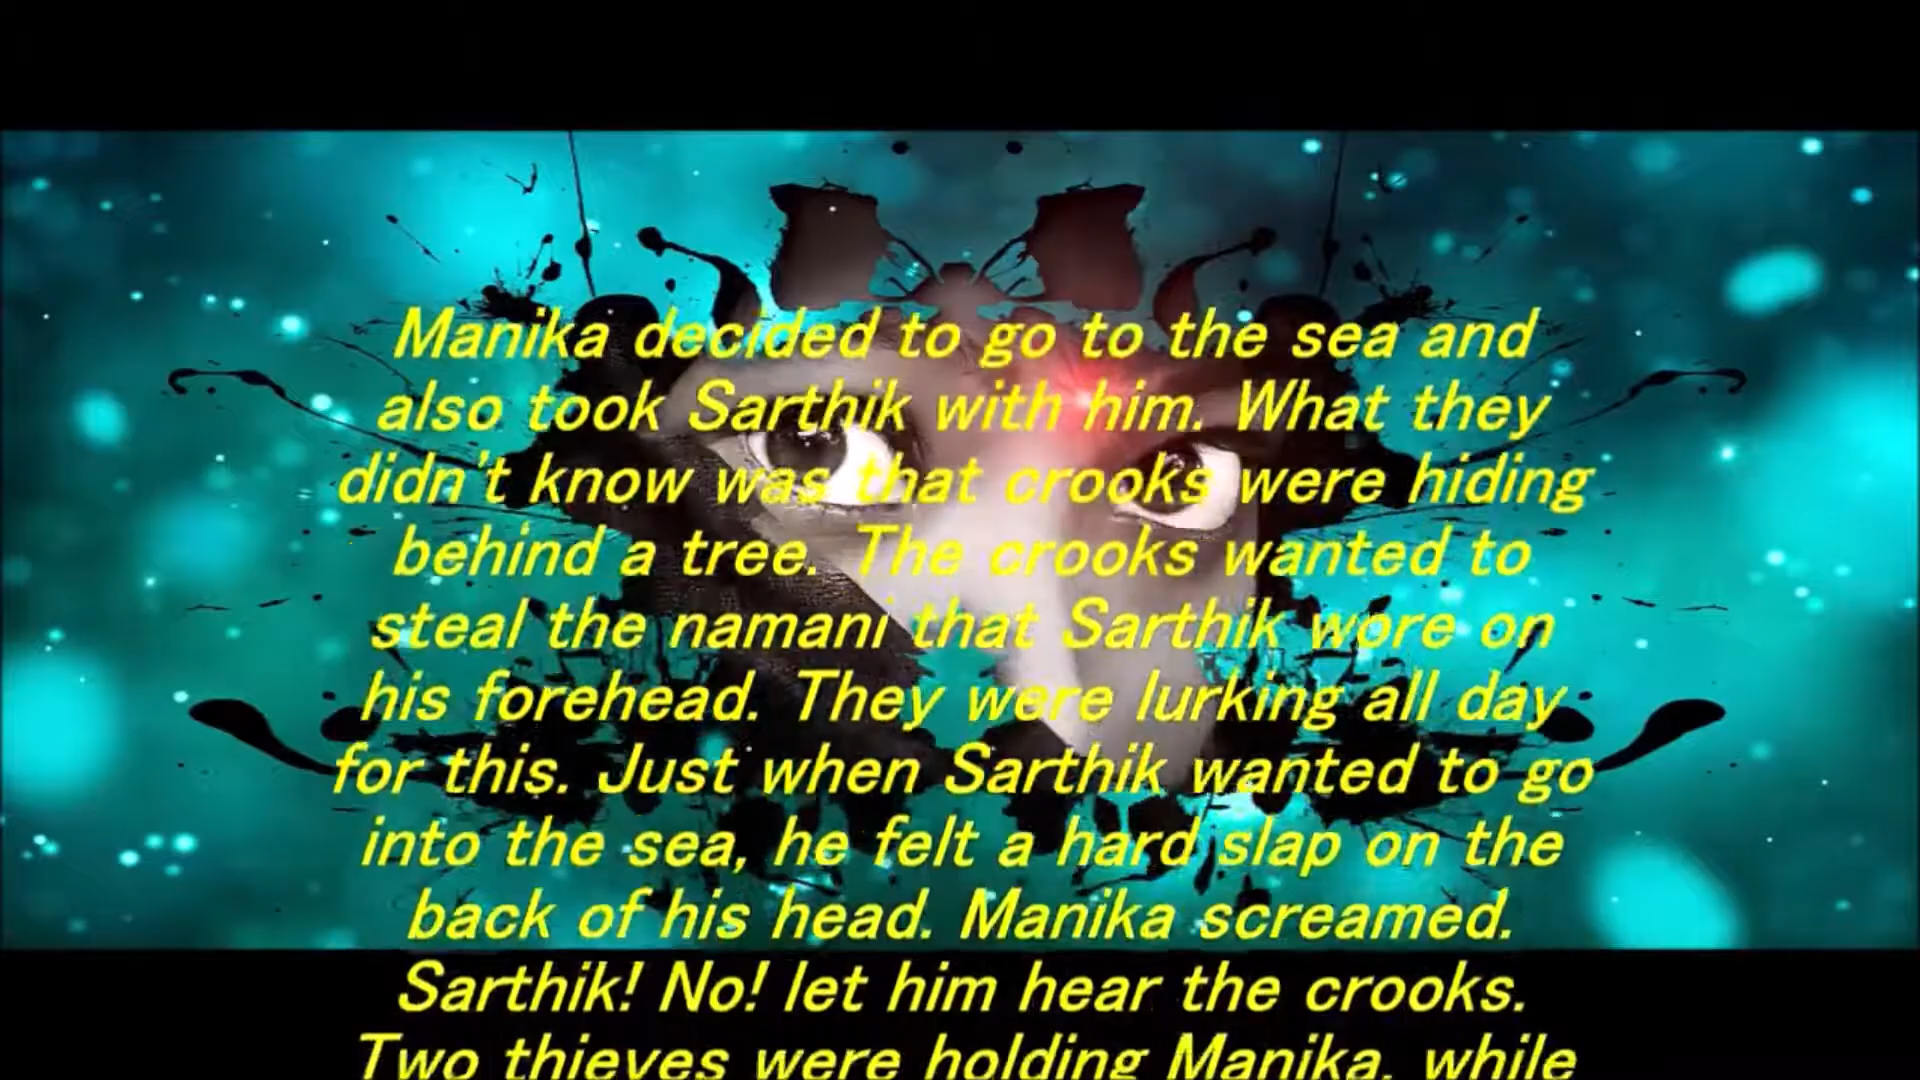 Manika decided to go to the sea and
also took Sarthik with him. What they
didn't know was that crooks were hiding
behind a tree. The crooks wanted to
steal the namani that Sarthik wore on
his forehead. They were lurking all day
for this. Just when Sarthik wanted to go
into the sea, he felt a hard slap on the
back of his head. Manika screamed.
Sarthik! No! let him hear the crooks.
Two thieves were holding Manika, while